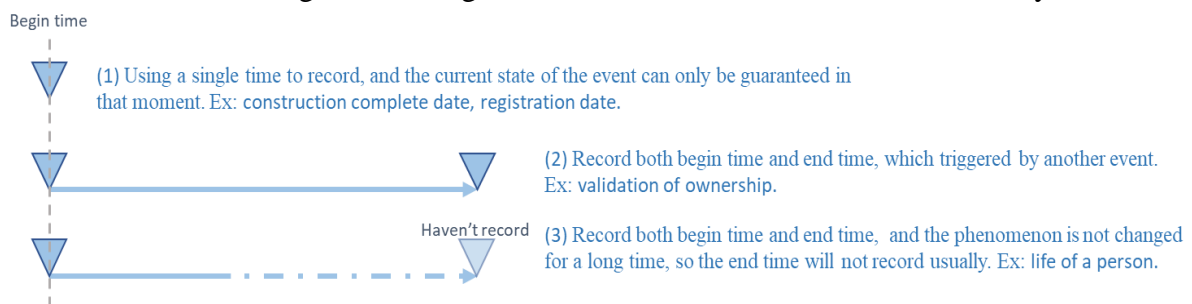 Begin time
(1) Using a single time to record, and the current state of the event can only be guaranteed in
that moment. Ex: construction complete date, registration date.
(2) Record both begin time and end time, which triggered by another event.
Ex: validation of ownership.
Haven't record
(3) Record both begin time and end time, and the phenomenon is not changed
for a long time, so the end time will not record usually. Ex: life of a person.